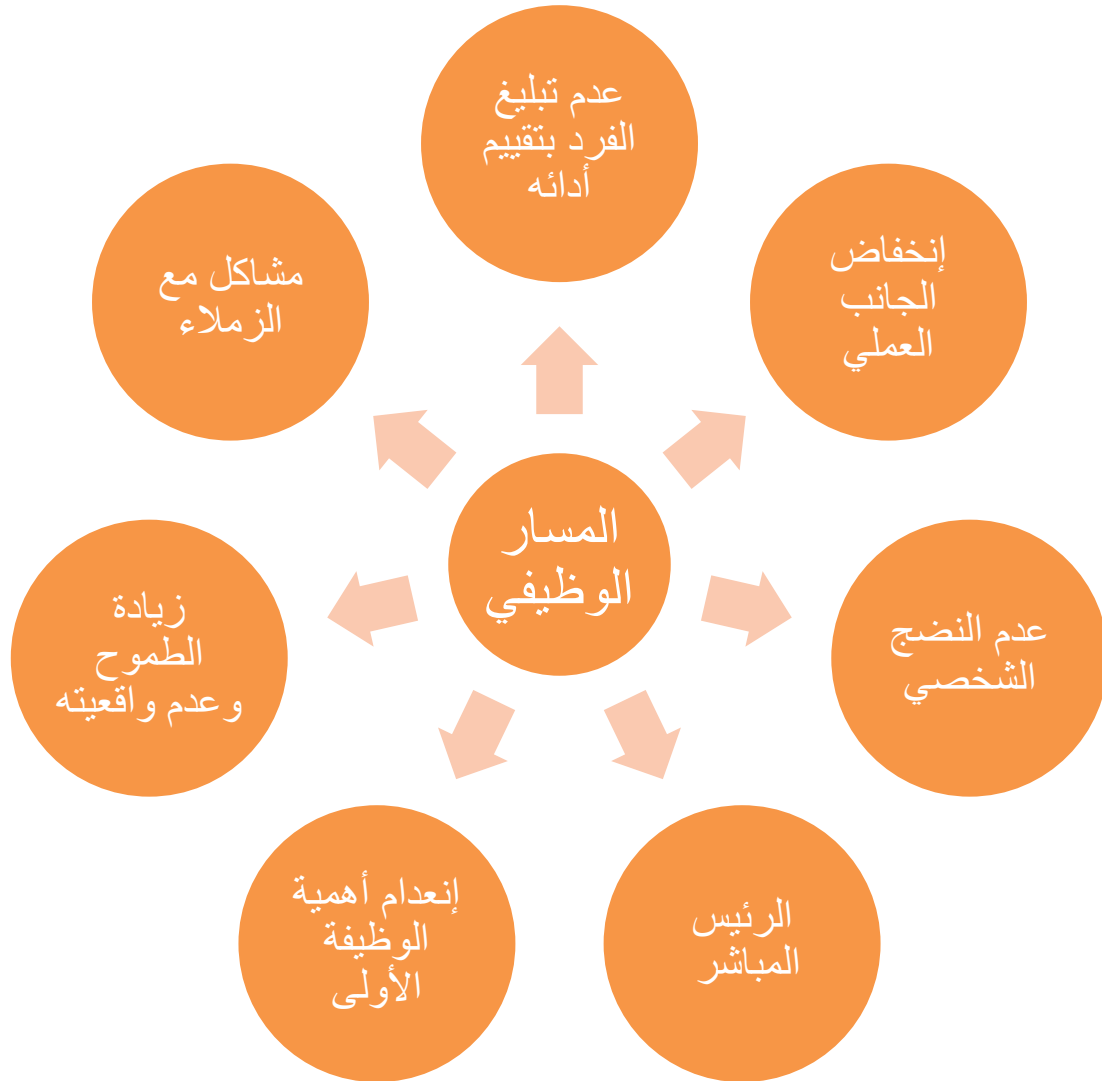 عدم تبليغ
الفرد بتقييم
أدائه
إنخفاض
الجانب
العملي
عدم النضج
الشخصي
الرئيس
المباشر
إنعدام أهمية
الوظيفة
الأولى
زيادة
الطموح
وعدم واقعيته
مشاكل مع
الزملاء
المسار
الوظيفي